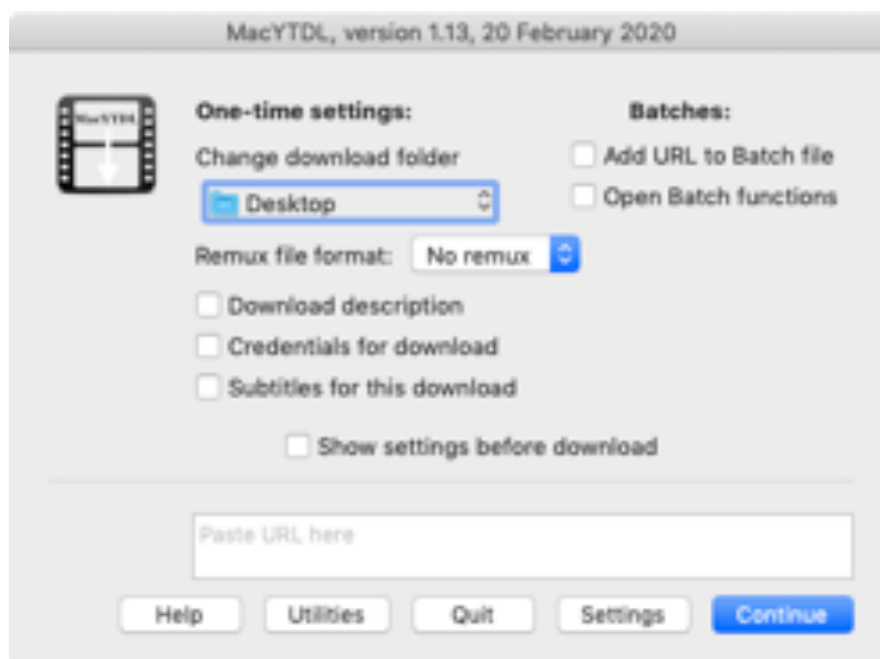 MacYTDL, version 1.13, 20 February 2020
MacYTDL
One-time settings:
Batches:
Change download folder
Add URL to Batch file
Desktop
Open Batch functions
Remux file format: No remux
Download description
Credentials for download
Subtitles for this download
Show settings before download
Paste URL here
Help Utilities Quit Settings Continue